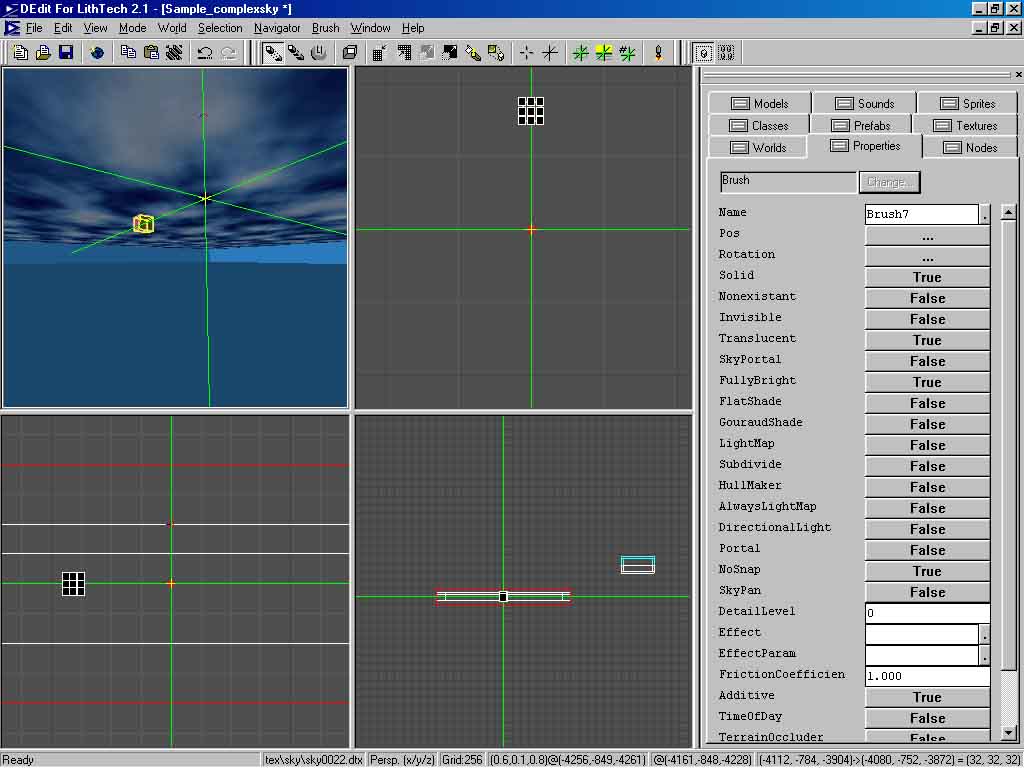 DEdit For LithTech 2.1 - [Sample_complexsky *]
File Edit View Mode World Selection Navigator Brush Window Help
Models Sounds Sprites
Classes Prefabs Textures
Worlds Properties Nodes
Brush Change...
Name Brush7 .
Pos ...
Rotation ...
Solid True
Nonexistant False
Invisible False
Translucent True
SkyPortal False
FullyBright True
FlatShade False
GouraudShade False
LightMap False
Subdivide False
HullMaker False
AlwaysLightMap False
DirectionalLight False
Portal False
NoSnap True
SkyPan False
DetailLevel 0
Effect .
EffectParam .
FrictionCoefficien 1.000
Additive True
TimeOfDay False
TerrainOccluder False
Ready tex\sky\sky0022.dtx Persp. (x/y/z) Grid:256 (0.6,0.1,0.8)@(-4256,-849,-4261) @(-4161,-848,-4228) (-4112, -784, -3904)->(-4080, -752, -3872) = (32, 32, 32)